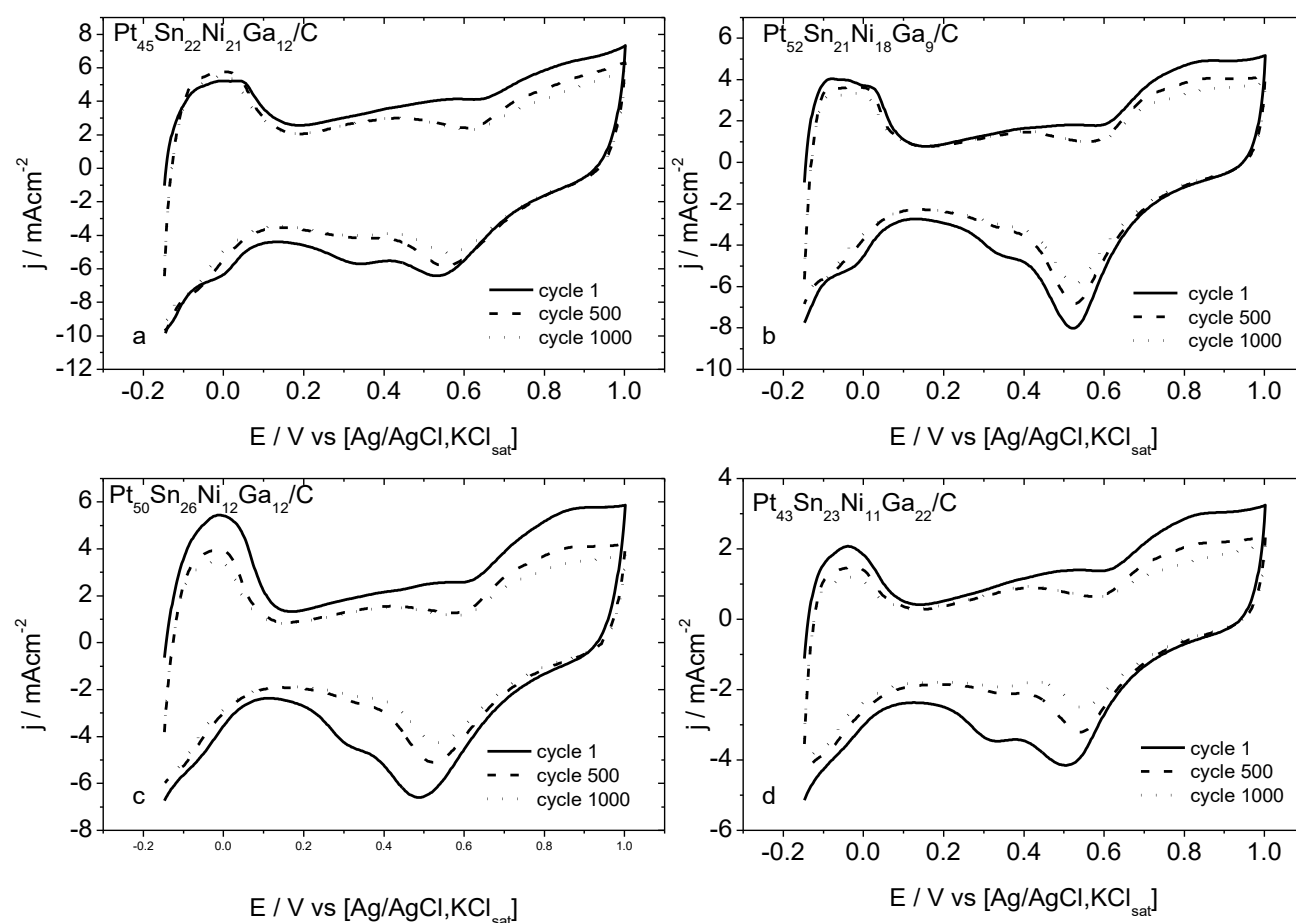 Pt45Sn22Ni21Ga12/C
8
6
4
2
0
-2
-4
-6
-8
-10
-12
j / mAcm-2
cycle 1
cycle 500
cycle 1000
a
-0.2 0.0 0.2 0.4 0.6 0.8 1.0
E / V vs [Ag/AgCl,KClsat]
Pt52Sn21Ni18Ga9/C
8
6
4
2
0
-2
-4
-6
-8
-10
j / mAcm-2
cycle 1
cycle 500
cycle 1000
b
-0.2 0.0 0.2 0.4 0.6 0.8 1.0
E / V vs [Ag/AgCl,KClsat]
Pt50Sn26Ni12Ga12/C
6
4
2
0
-2
-4
-6
-8
j / mAcm-2
cycle 1
cycle 500
cycle 1000
c
-0.2 0.0 0.2 0.4 0.6 0.8 1.0
E / V vs [Ag/AgCl,KClsat]
Pt43Sn23Ni11Ga22/C
4
2
0
-2
-4
-6
j / mAcm-2
cycle 1
cycle 500
cycle 1000
d
-0.2 0.0 0.2 0.4 0.6 0.8 1.0
E / V vs [Ag/AgCl,KClsat]